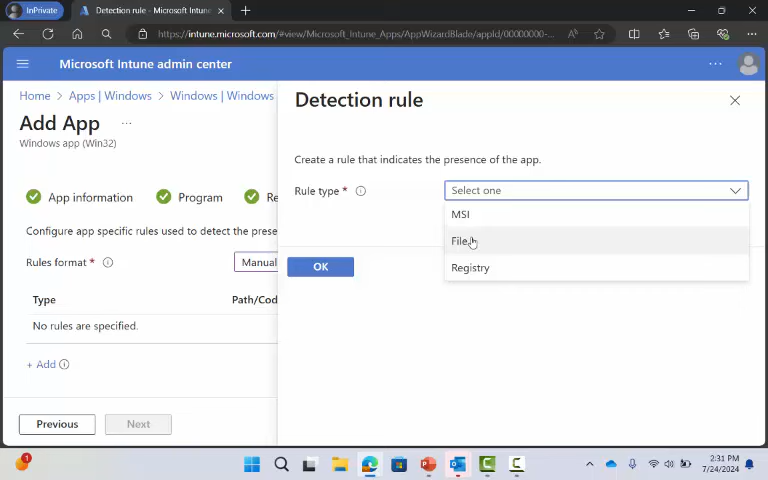 InPrivate
Detection rule - Microsoft Intune
https://intune.microsoft.com/#view/Microsoft_Intune_Apps/AppWizardBlade/appId/00000000-...
Microsoft Intune admin center
Home > Apps | Windows > Windows | Windows
Add App ...
Windows app (Win32)
App information
Program
Re
Configure app specific rules used to detect the prese
Rules format *
Manual
Type
Path/Cod
No rules are specified.
+ Add
Previous
Next
Detection rule
Create a rule that indicates the presence of the app.
Rule type *
Select one
MSI
File
Registry
OK
1
2:31 PM
7/24/2024